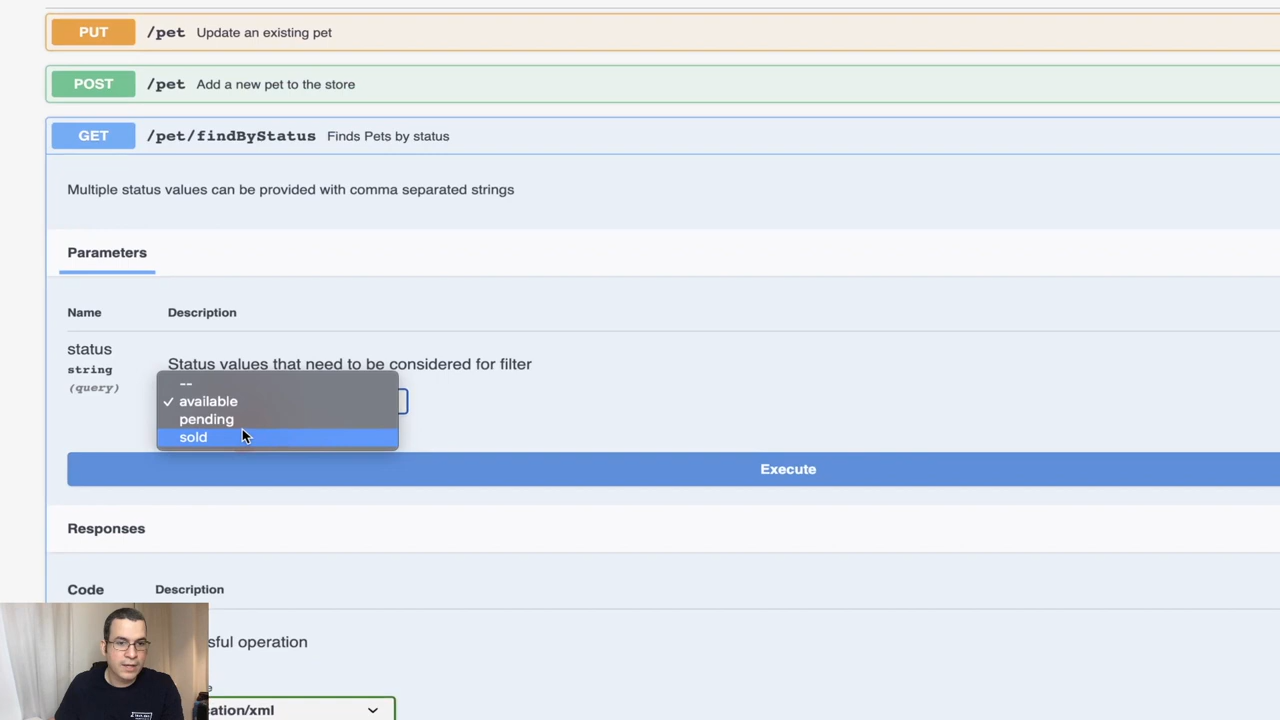 PUT /pet Update an existing pet
POST /pet Add a new pet to the store
GET /pet/findByStatus Finds Pets by status
Multiple status values can be provided with comma separated strings
Parameters
Name Description
status
string
(query)
Status values that need to be considered for filter
--
✓ available
pending
sold
Execute
Responses
Code Description
sful operation
ation/xml